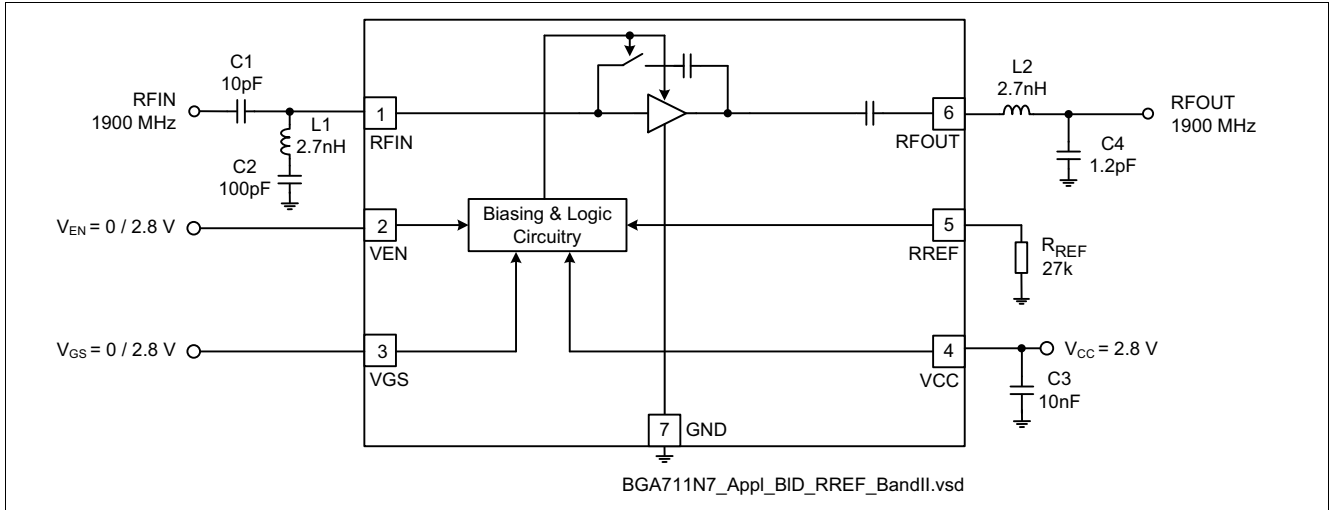 C1
10pF
RFIN
1900 MHz
L1
2.7nH
C2
100pF
1
RFIN
6
RFOUT
L2
2.7nH
RFOUT
1900 MHz
C4
1.2pF
VEN = 0 / 2.8 V
2
VEN
Biasing & Logic
Circuitry
5
RREF
RREF
27k
VGS = 0 / 2.8 V
3
VGS
4
VCC
VCC = 2.8 V
C3
10nF
7
GND
BGA711N7_Appl_BID_RREF_BandII.vsd